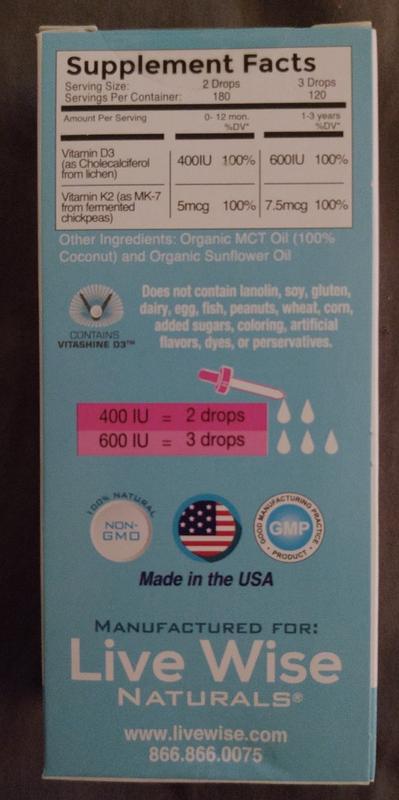 Supplement Facts
Serving Size: 2 Drops 3 Drops
Servings Per Container: 180 120
Amount Per Serving 0- 12 mon. %DV* 1-3 years %DV*
Vitamin D3
(as Cholecalciferol 400IU 100% 600IU 100%
from lichen)
Vitamin K2 (as MK-7
from fermented 5mcg 100% 7.5mcg 100%
chickpeas)
Other Ingredients: Organic MCT Oil (100%
Coconut) and Organic Sunflower Oil
Does not contain lanolin, soy, gluten,
dairy, egg, fish, peanuts, wheat, corn,
added sugars, coloring, artificial
flavors, dyes, or perservatives.
CONTAINS
VITASHINE D3™
400 IU = 2 drops
600 IU = 3 drops
100% NATURAL
NON-
GMO
GOOD MANUFACTURING PRACTICE
GMP
• PRODUCT •
Made in the USA
MANUFACTURED FOR:
Live Wise
NATURALS®
www.livewise.com
866.866.0075